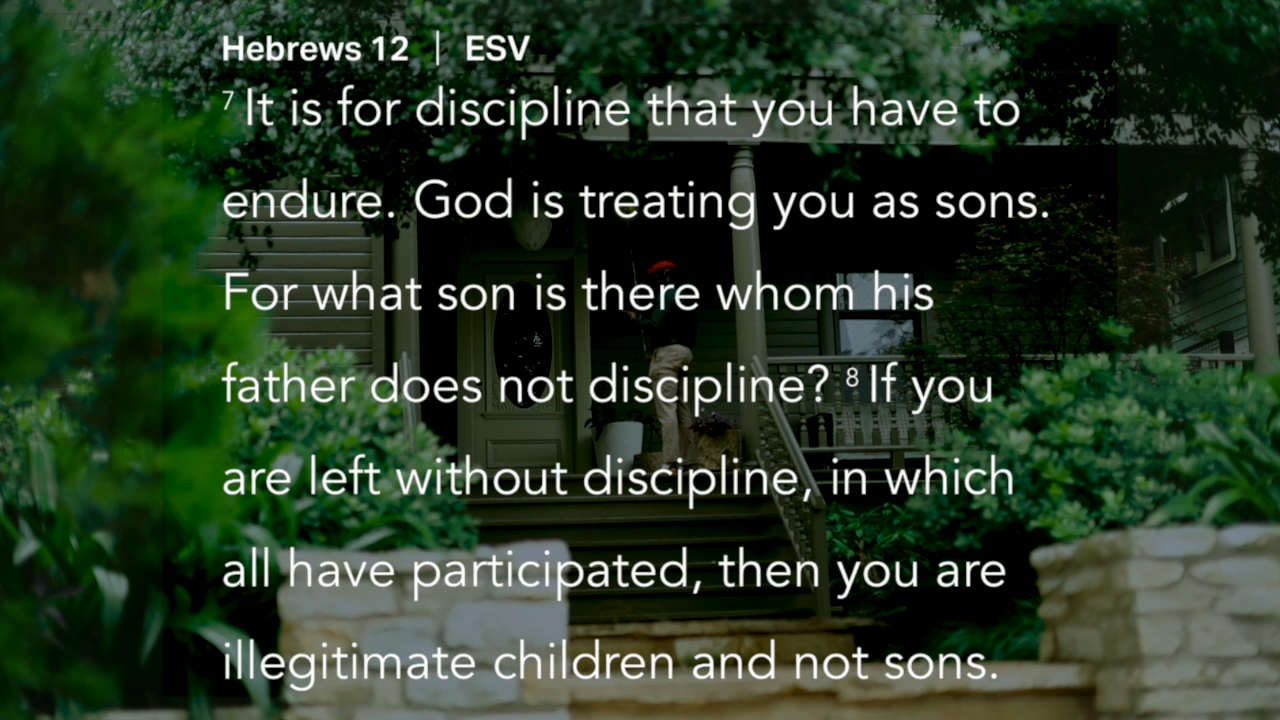 Hebrews 12 | ESV
7 It is for discipline that you have to
endure. God is treating you as sons.
For what son is there whom his
father does not discipline? 8 If you
are left without discipline, in which
all have participated, then you are
illegitimate children and not sons.